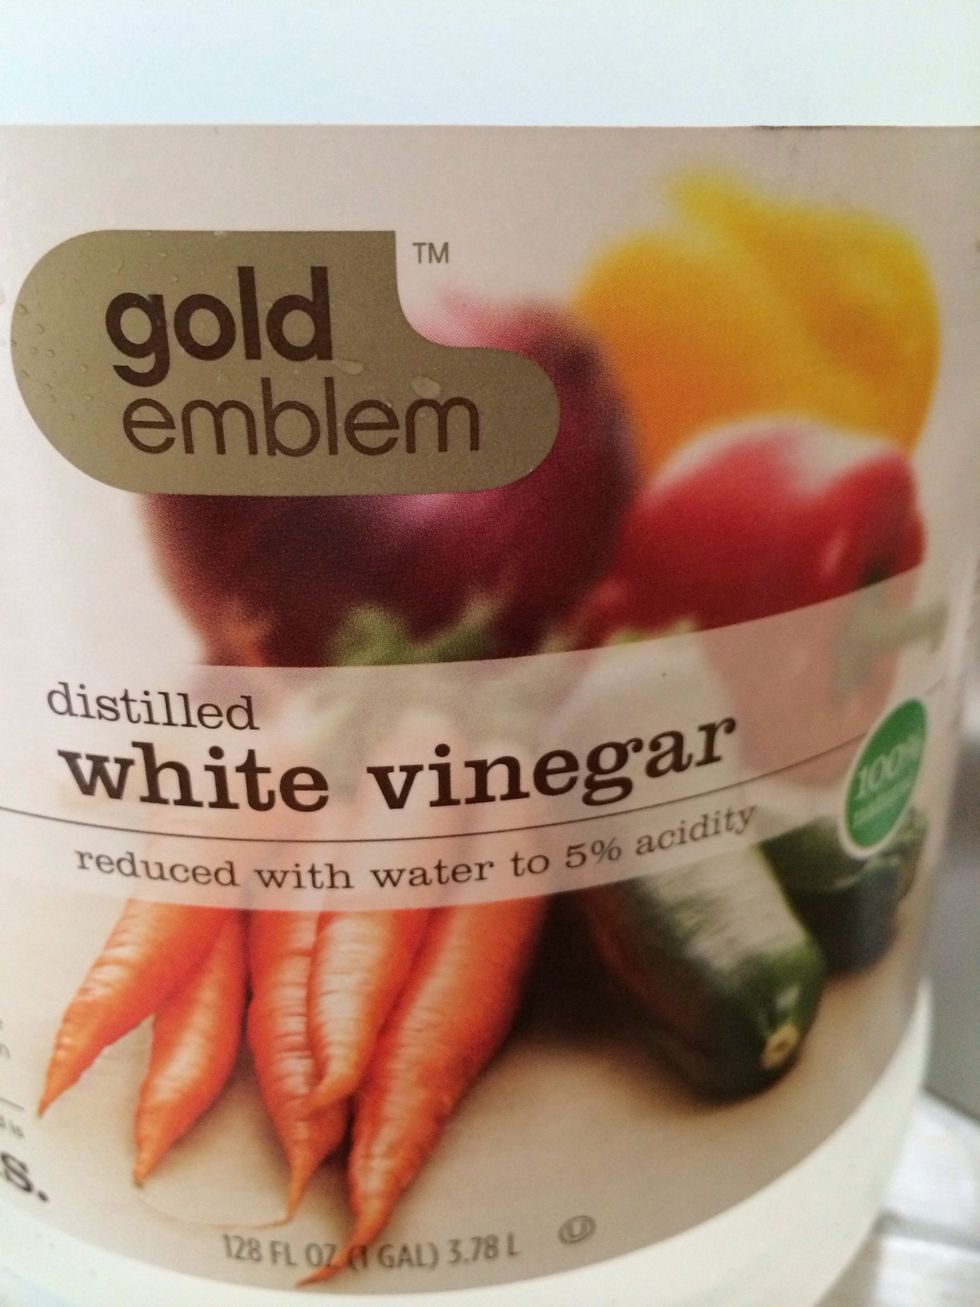 gold
emblem
TM
distilled
white vinegar
reduced with water to 5% acidity
100%
s.
128 FL OZ (1 GAL) 3.78 L
U